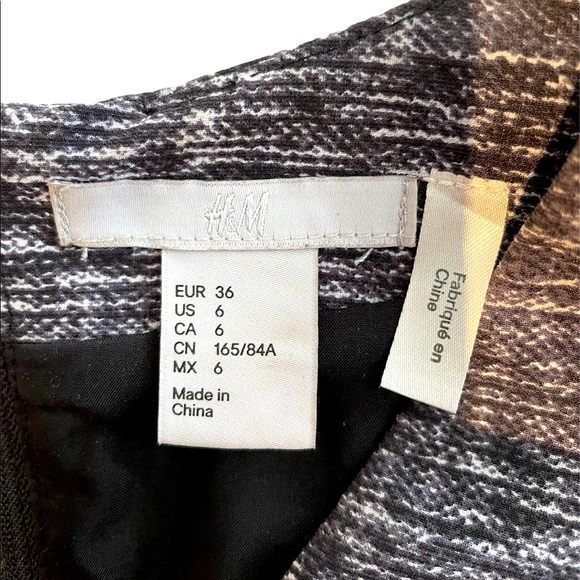 H&M
EUR 36
US 6
CA 6
CN 165/84A
MX 6
Made in
China
Fabriqué en
Chine